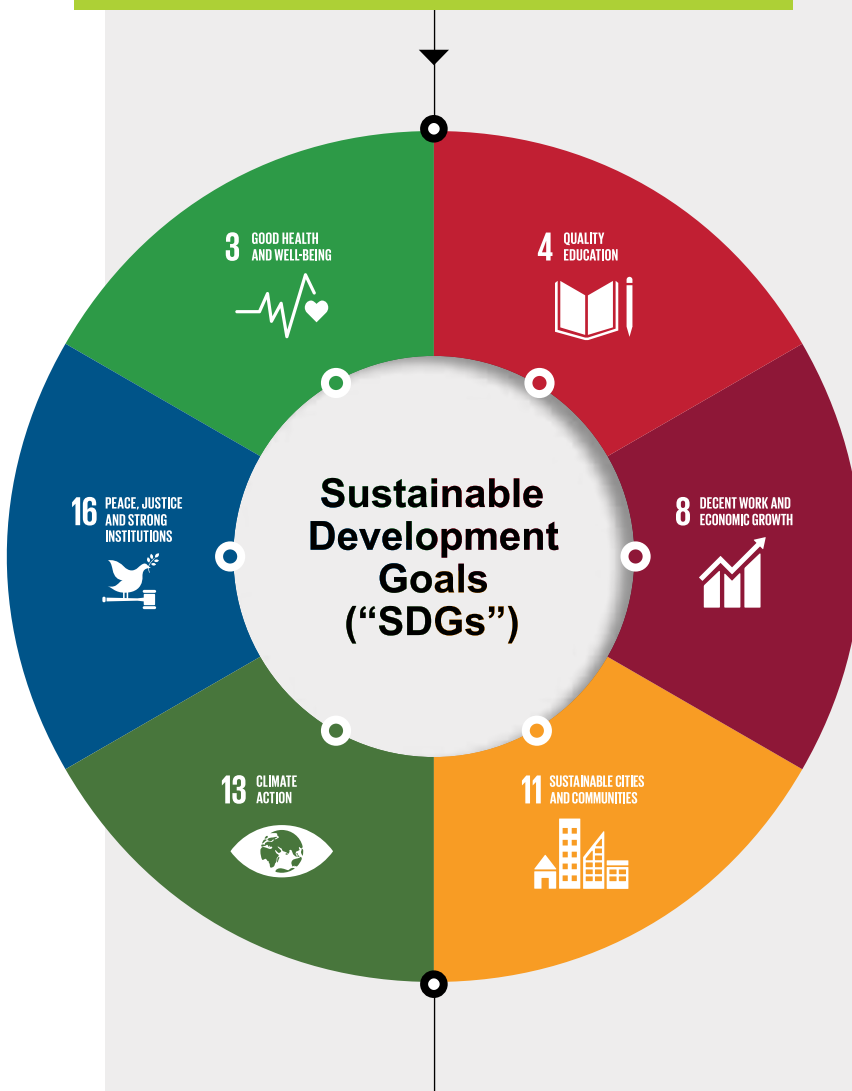 3 GOOD HEALTH
AND WELL-BEING
4 QUALITY
EDUCATION
16 PEACE, JUSTICE
AND STRONG
INSTITUTIONS
Sustainable
Development
Goals
(“SDGs”)
8 DECENT WORK AND
ECONOMIC GROWTH
13 CLIMATE
ACTION
11 SUSTAINABLE CITIES
AND COMMUNITIES